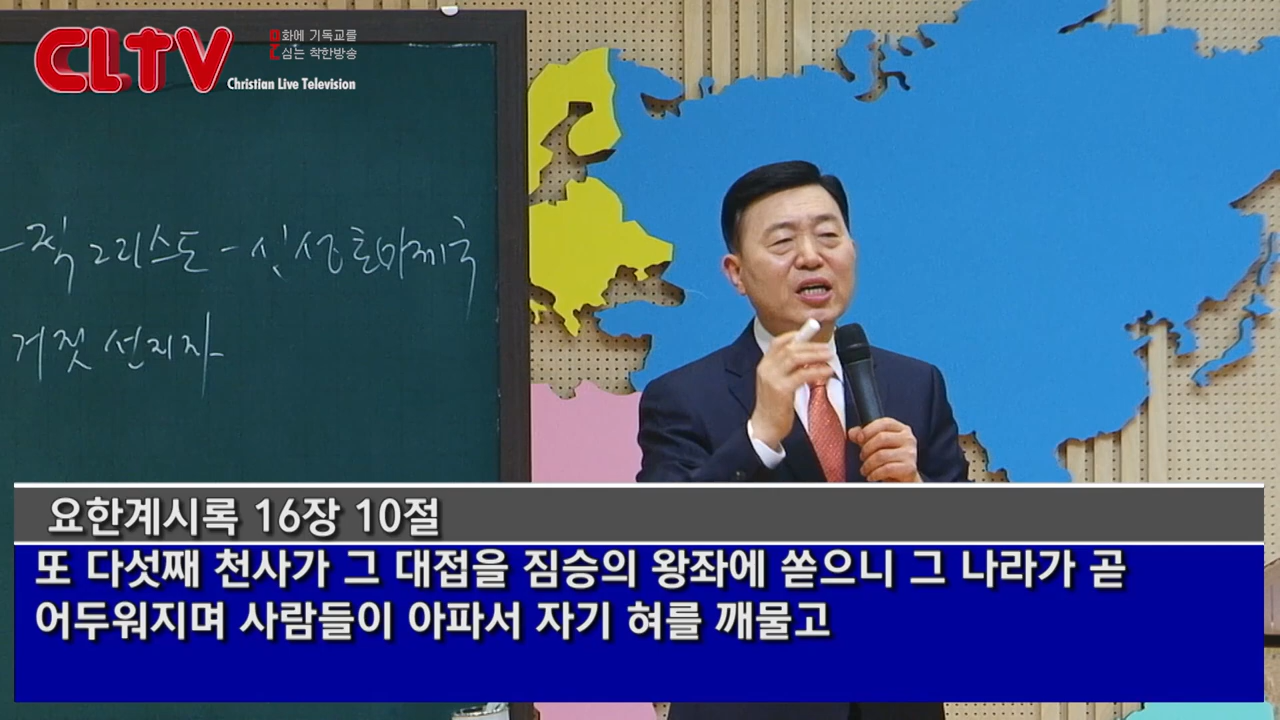 CLTV
문화에 기독교를
심는 착한방송
Christian Live Television
적그리스도 - 신성로마제국
거짓 선지자
요한계시록 16장 10절
또 다섯째 천사가 그 대접을 짐승의 왕좌에 쏟으니 그 나라가 곧
어두워지며 사람들이 아파서 자기 혀를 깨물고